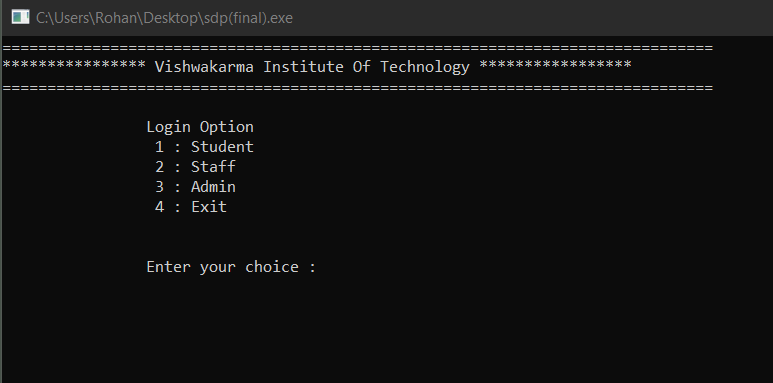 C:\Users\Rohan\Desktop\sdp(final).exe
===============================================================================
**************** Vishwakarma Institute Of Technology *****************
===============================================================================
Login Option
1 : Student
2 : Staff
3 : Admin
4 : Exit
Enter your choice :